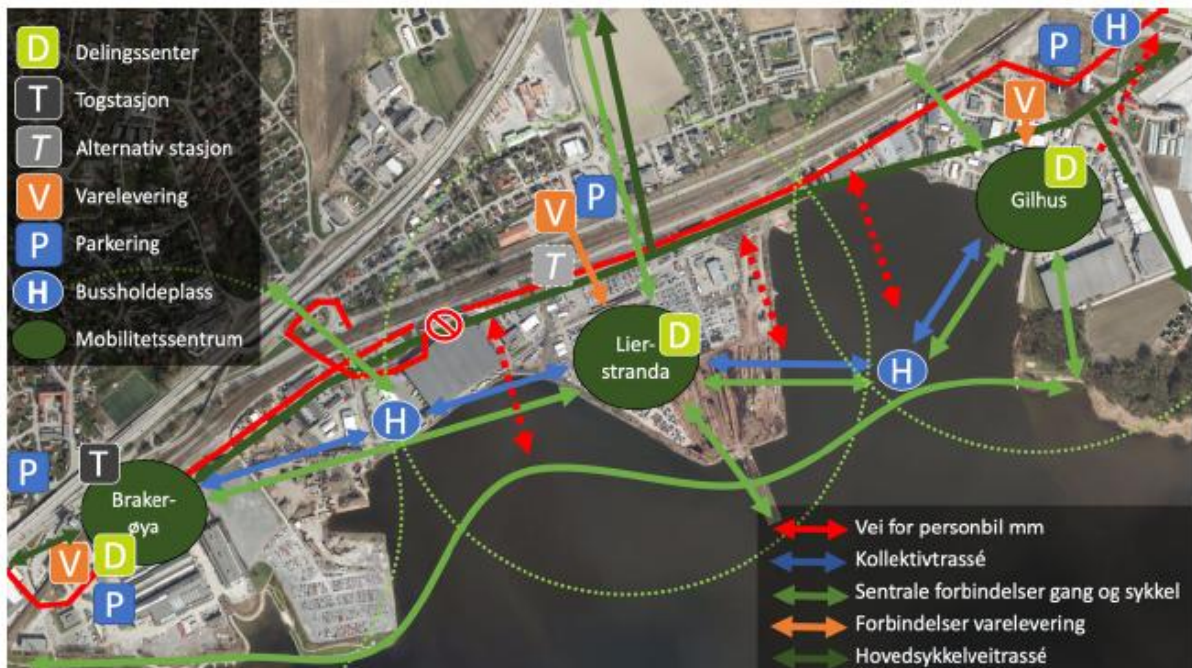 D Delingssenter
T Togstasjon
T Alternativ stasjon
V Varelevering
P Parkering
H Bussholdeplass
Mobilitetssentrum
P
H
V
D
Gilhus
V
P
T
D
Lier-
stranda
H
H
P
T
Braker-
øya
V
D
P
Vei for personbil mm
Kollektivtrassé
Sentrale forbindelser gang og sykkel
Forbindelser varelevering
Hovedsykkelveitrassé